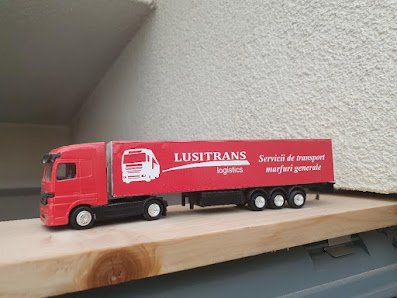 LUSITRANS
logistics
Servicii de transport
marfuri generale